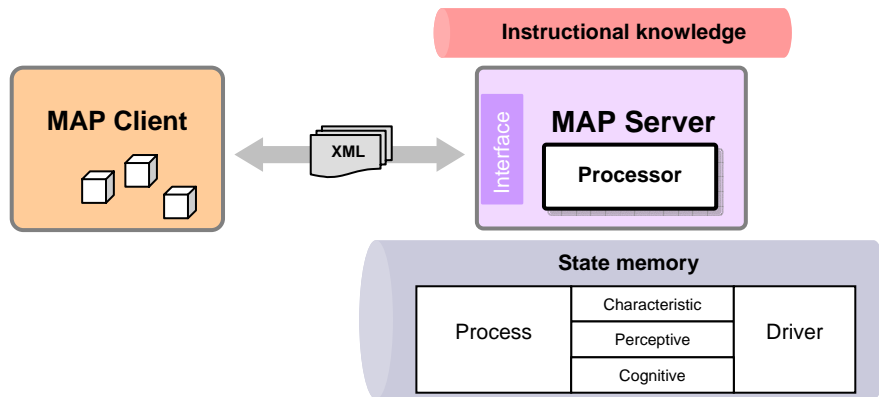 Instructional knowledge
MAP Client
XML
Interface
MAP Server
Processor
State memory
Process
Characteristic
Perceptive
Cognitive
Driver